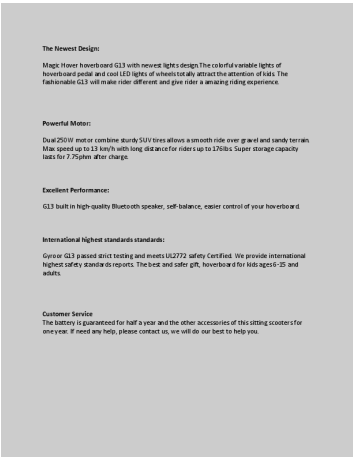 The Newest Design:
Magic Hover hoverboard G13 with newest lights design.The colorful variable lights of
hoverboard pedal and cool LED lights of wheels totally attract the attention of kids. The
fashionable G13 will make rider different and give rider a amazing riding experience.
Powerful Motor:
Dual 250W motor combine sturdy SUV tires allows a smooth ride over gravel and sandy terrain.
Max speed up to 13 km/h with long distance for riders up to 176lbs. Super storage capacity
lasts for 7.75phm after charge.
Excellent Performance:
G13 built in high-quality Bluetooth speaker, self-balance, easier control of your hoverboard.
International highest standards standards:
Gyroor G13 passed strict testing and meets UL2772 safety Certified. We provide international
highest safety standards reports. The best and safer gift, hoverboard for kids ages 6-15 and
adults.
Customer Service
The battery is guaranteed for half a year and the other accessories of this sitting scooters for
one year. If need any help, please contact us, we will do our best to help you.